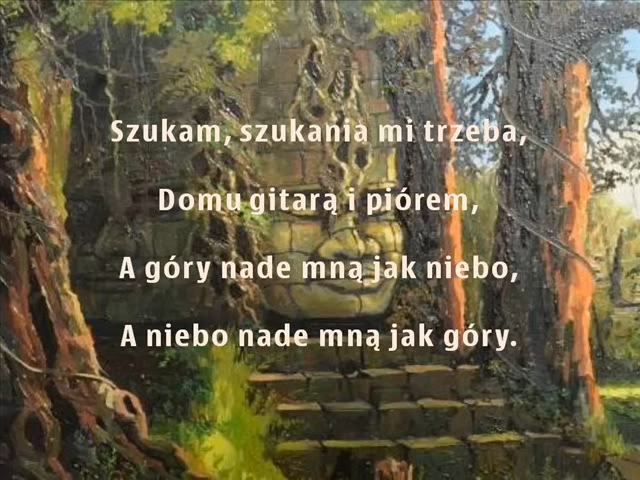 Szukam, szukania mi trzeba,
Domu gitarą i piórem,
A góry nade mną jak niebo,
A niebo nade mną jak góry.